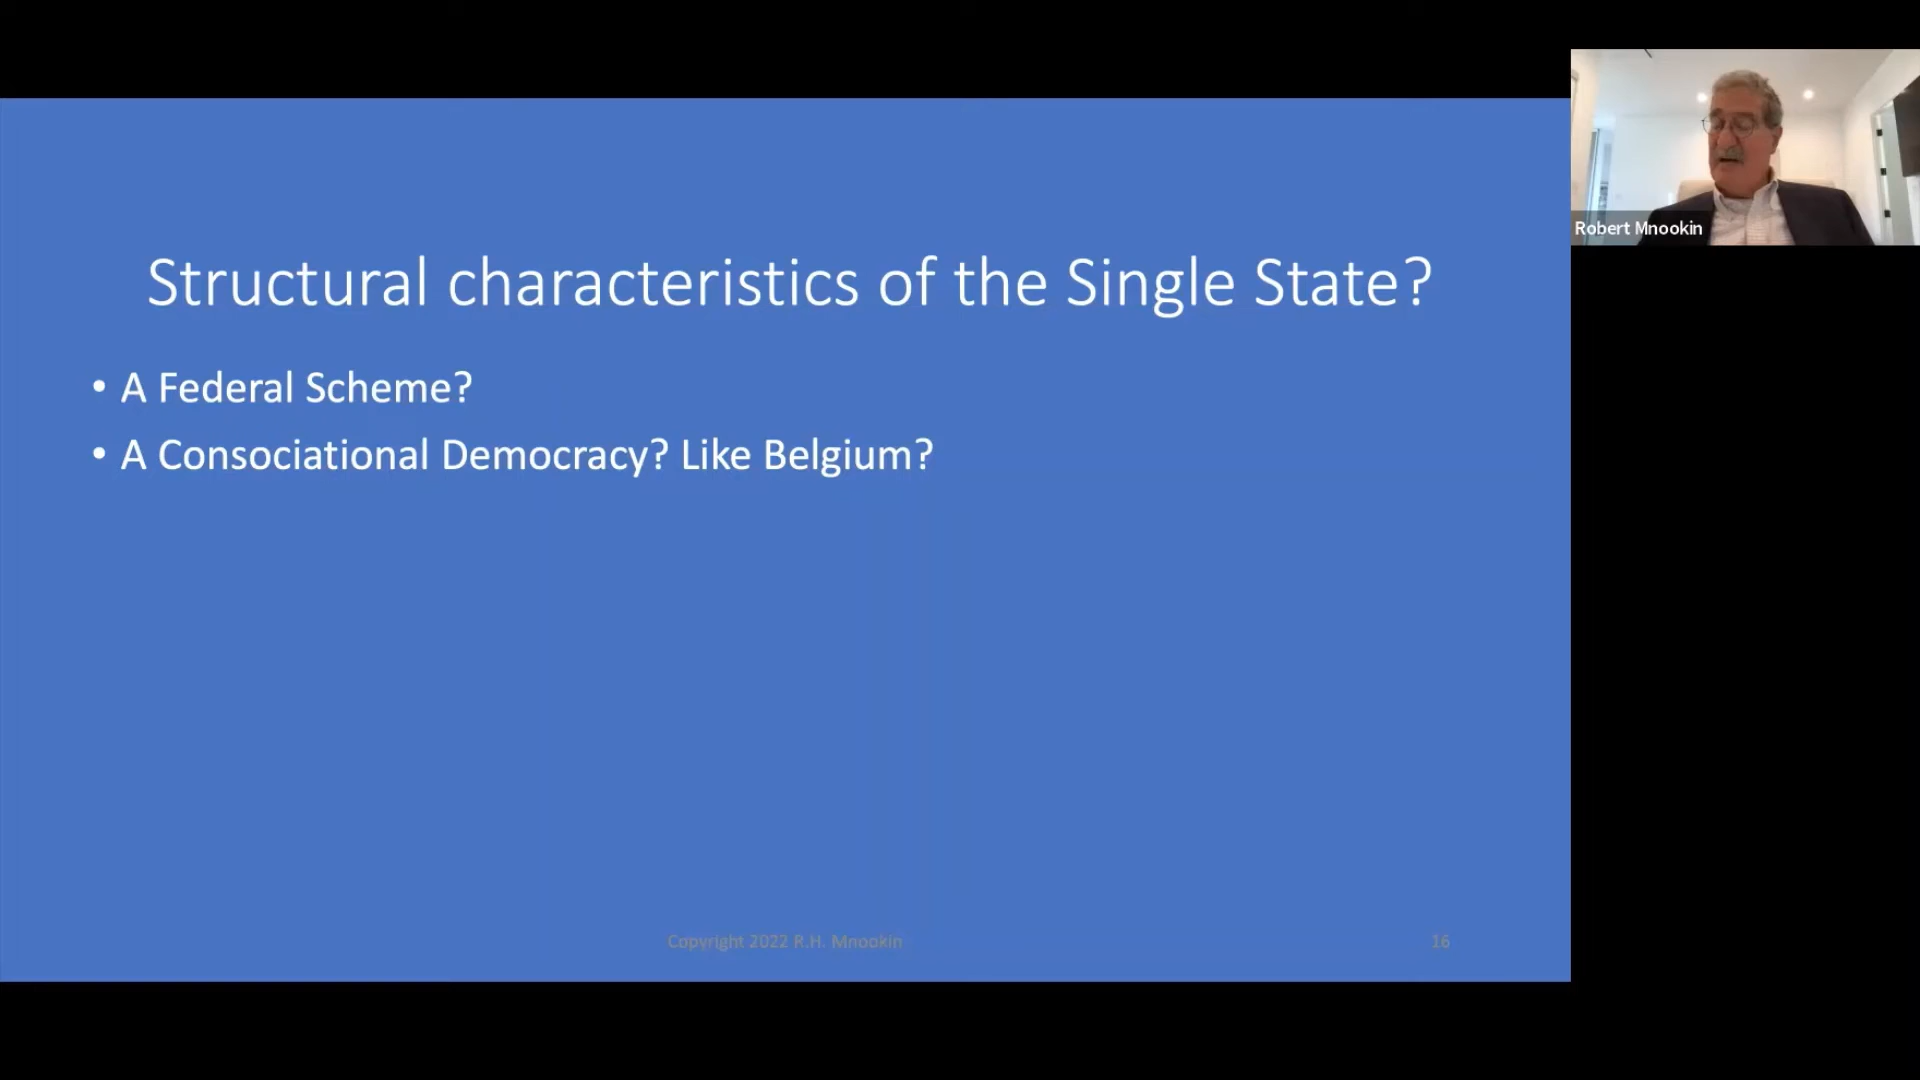 Structural characteristics of the Single State?
• A Federal Scheme?
• A Consociational Democracy? Like Belgium?
Copyright 2022 R.H. Mnookin
16
Robert Mnookin